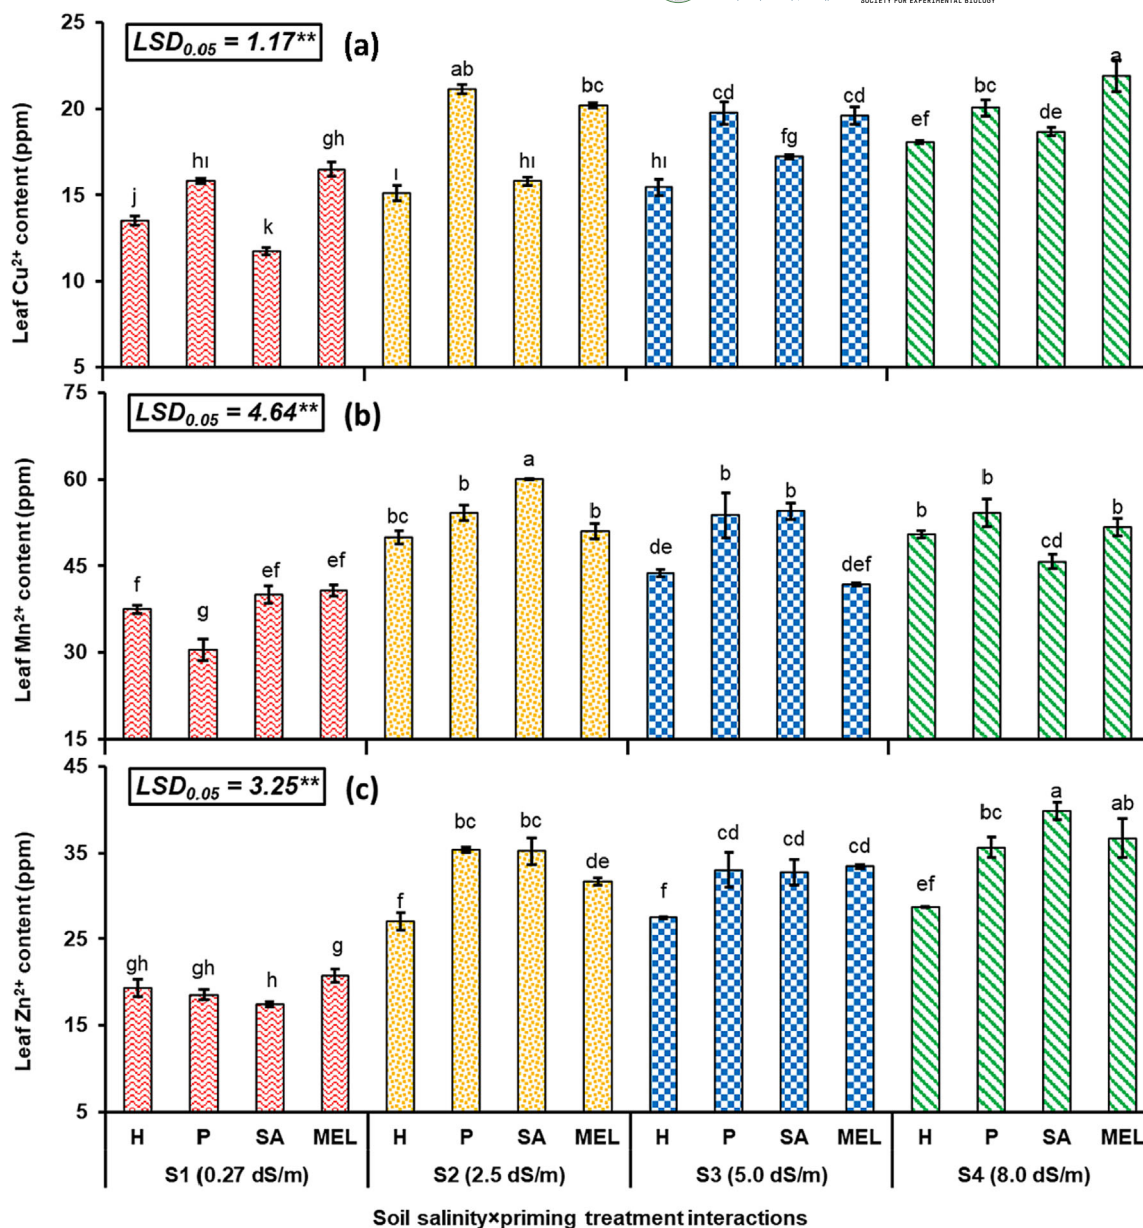 SOCIETY FOR EXPERIMENTAL BIOLOGY
25
20
15
10
5
Leaf Cu²⁺ content (ppm)
LSD0.05 = 1.17**
(a)
j
hı
k
gh
ı
ab
hı
bc
hı
cd
fg
cd
ef
bc
de
a
75
60
45
30
15
Leaf Mn²⁺ content (ppm)
LSD0.05 = 4.64**
(b)
f
g
ef
ef
bc
b
a
b
de
b
b
def
b
b
cd
b
45
35
25
15
5
Leaf Zn²⁺ content (ppm)
LSD0.05 = 3.25**
(c)
gh
gh
h
g
f
bc
bc
de
f
cd
cd
cd
ef
bc
a
ab
H P SA MEL H P SA MEL H P SA MEL H P SA MEL
S1 (0.27 dS/m) S2 (2.5 dS/m) S3 (5.0 dS/m) S4 (8.0 dS/m)
Soil salinity×priming treatment interactions